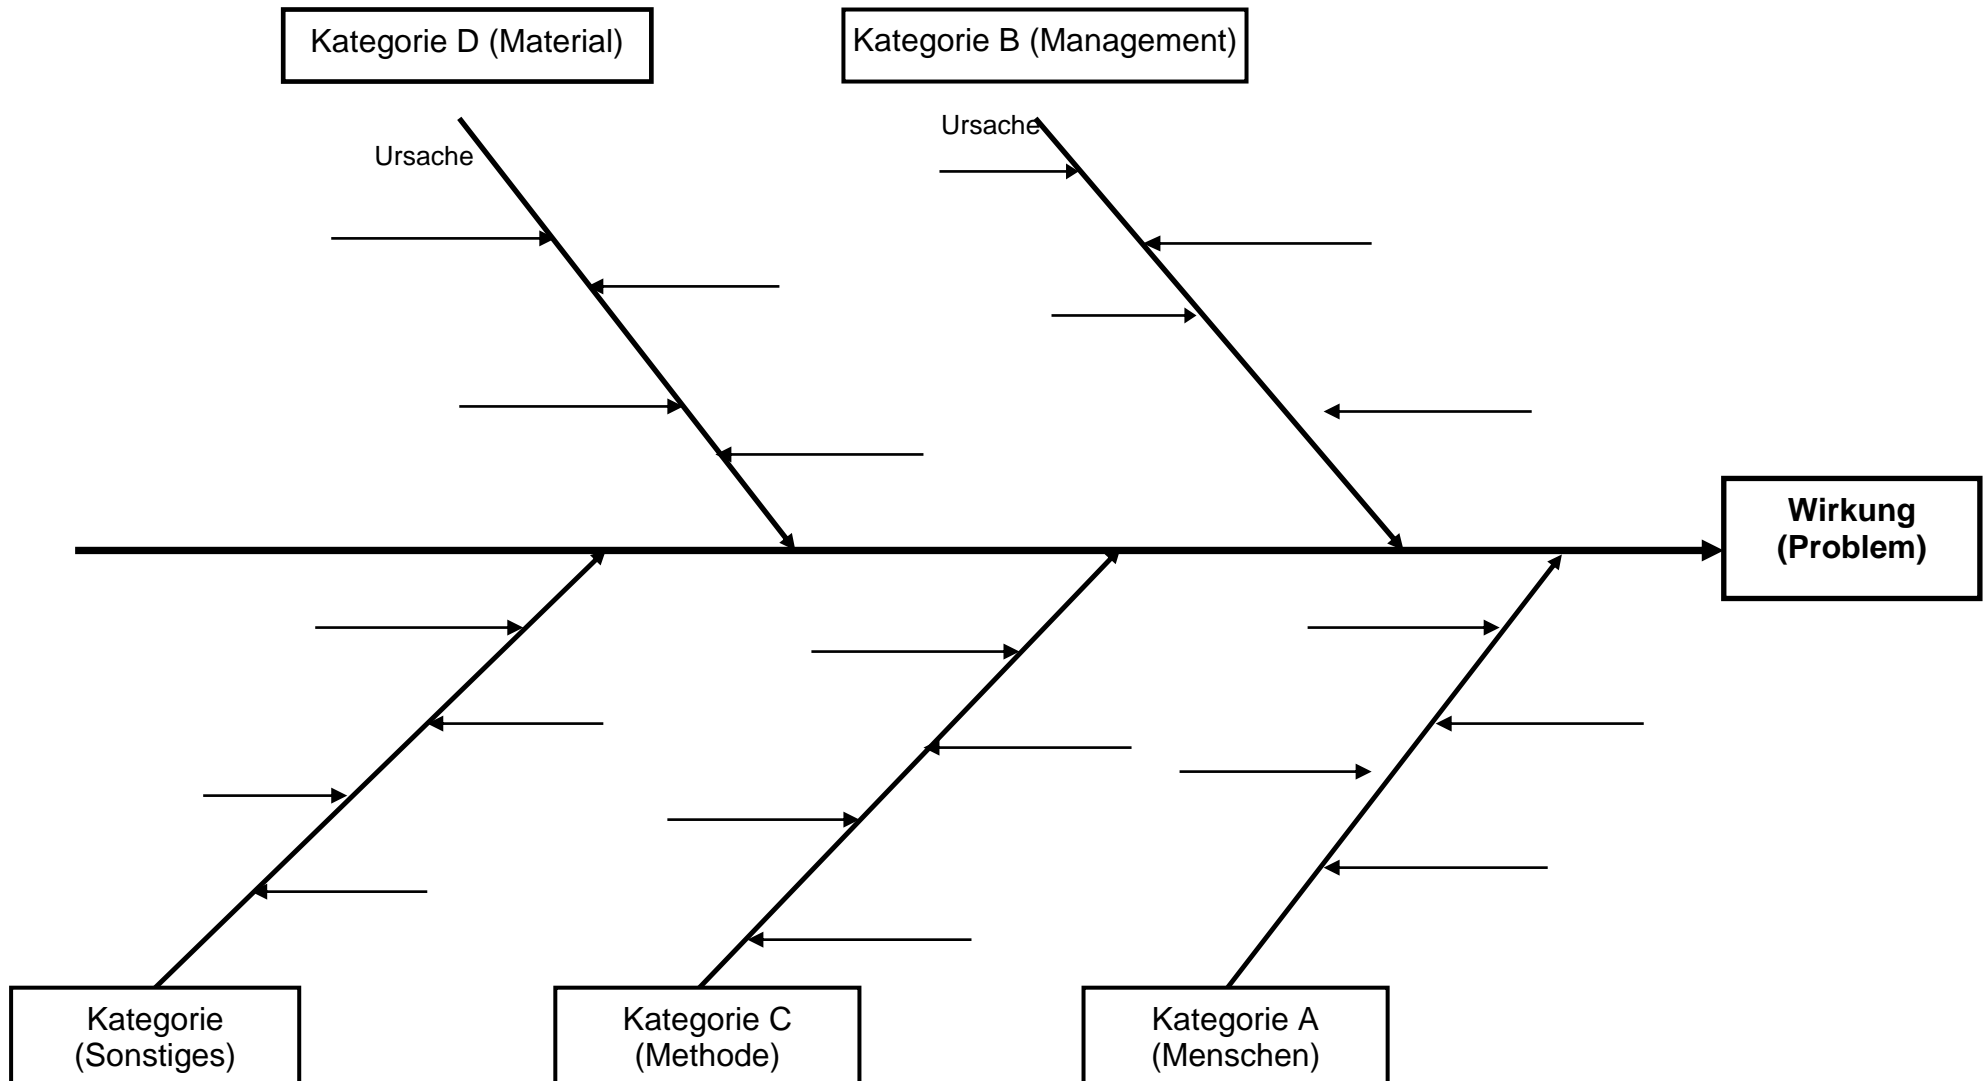 Kategorie D (Material)
Kategorie B (Management)
Ursache
Ursache
Wirkung
(Problem)
Kategorie
(Sonstiges)
Kategorie C
(Methode)
Kategorie A
(Menschen)